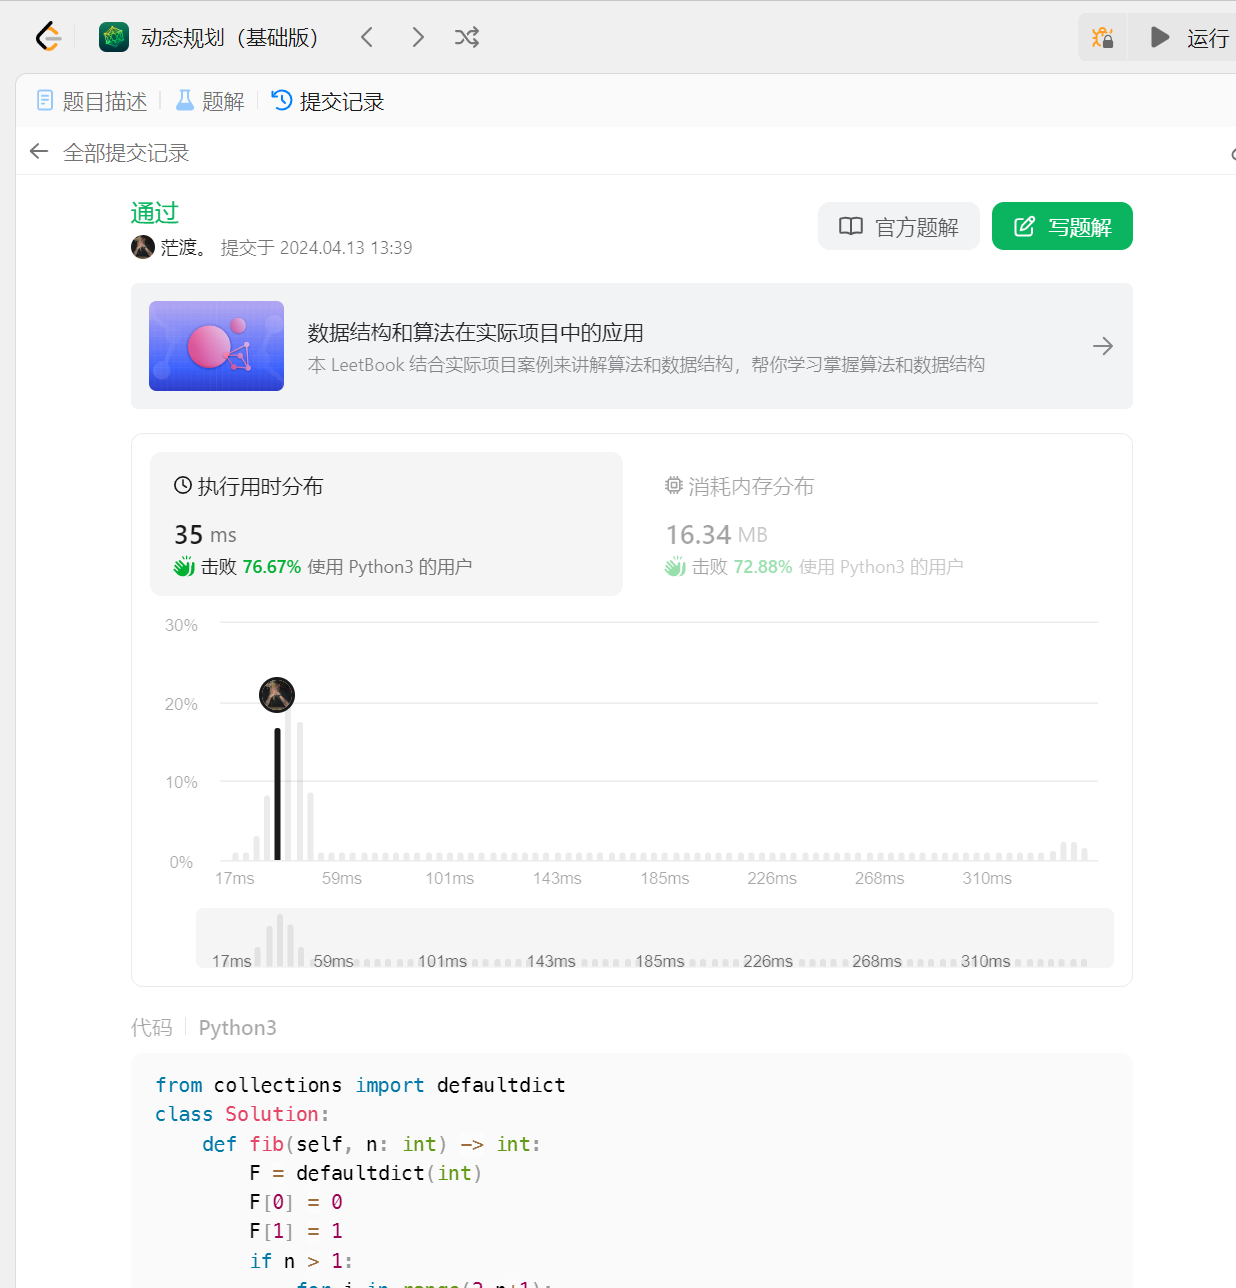 动态规划（基础版）
运行
题目描述 题解 提交记录
全部提交记录
通过
茫渡。 提交于 2024.04.13 13:39
官方题解 写题解
数据结构和算法在实际项目中的应用
本 LeetBook 结合实际项目案例来讲解算法和数据结构，帮你学习掌握算法和数据结构
执行用时分布
35 ms
击败 76.67% 使用 Python3 的用户
消耗内存分布
16.34 MB
击败 72.88% 使用 Python3 的用户
30%
20%
10%
0%
17ms 59ms 101ms 143ms 185ms 226ms 268ms 310ms
17ms 59ms 101ms 143ms 185ms 226ms 268ms 310ms
代码 Python3
from collections import defaultdict
class Solution:
    def fib(self, n: int) -> int:
        F = defaultdict(int)
        F[0] = 0
        F[1] = 1
        if n > 1:
            for i in range(2,n+1):